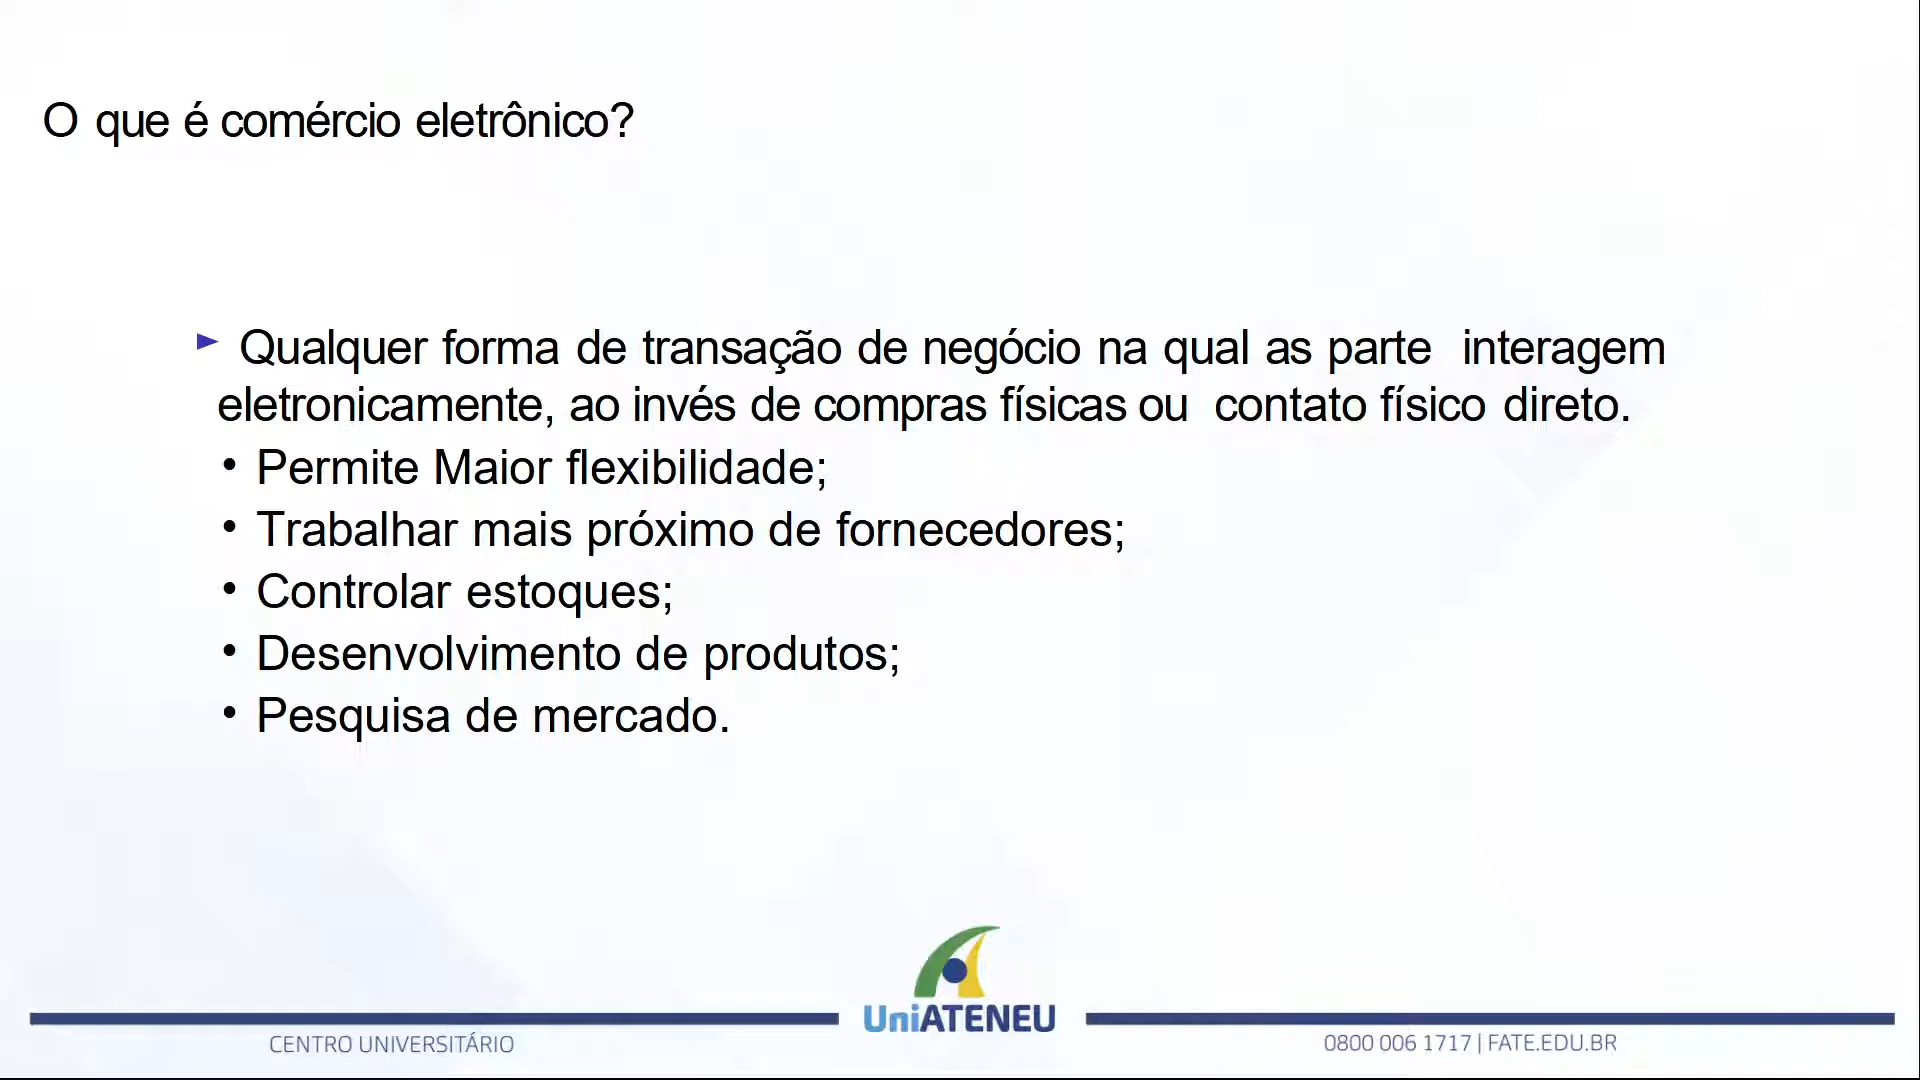 O que é comércio eletrônico?
► Qualquer forma de transação de negócio na qual as parte interagem
eletronicamente, ao invés de compras físicas ou contato físico direto.
• Permite Maior flexibilidade;
• Trabalhar mais próximo de fornecedores;
• Controlar estoques;
• Desenvolvimento de produtos;
• Pesquisa de mercado.
UniATENEU
CENTRO UNIVERSITÁRIO
0800 006 1717 | FATE.EDU.BR